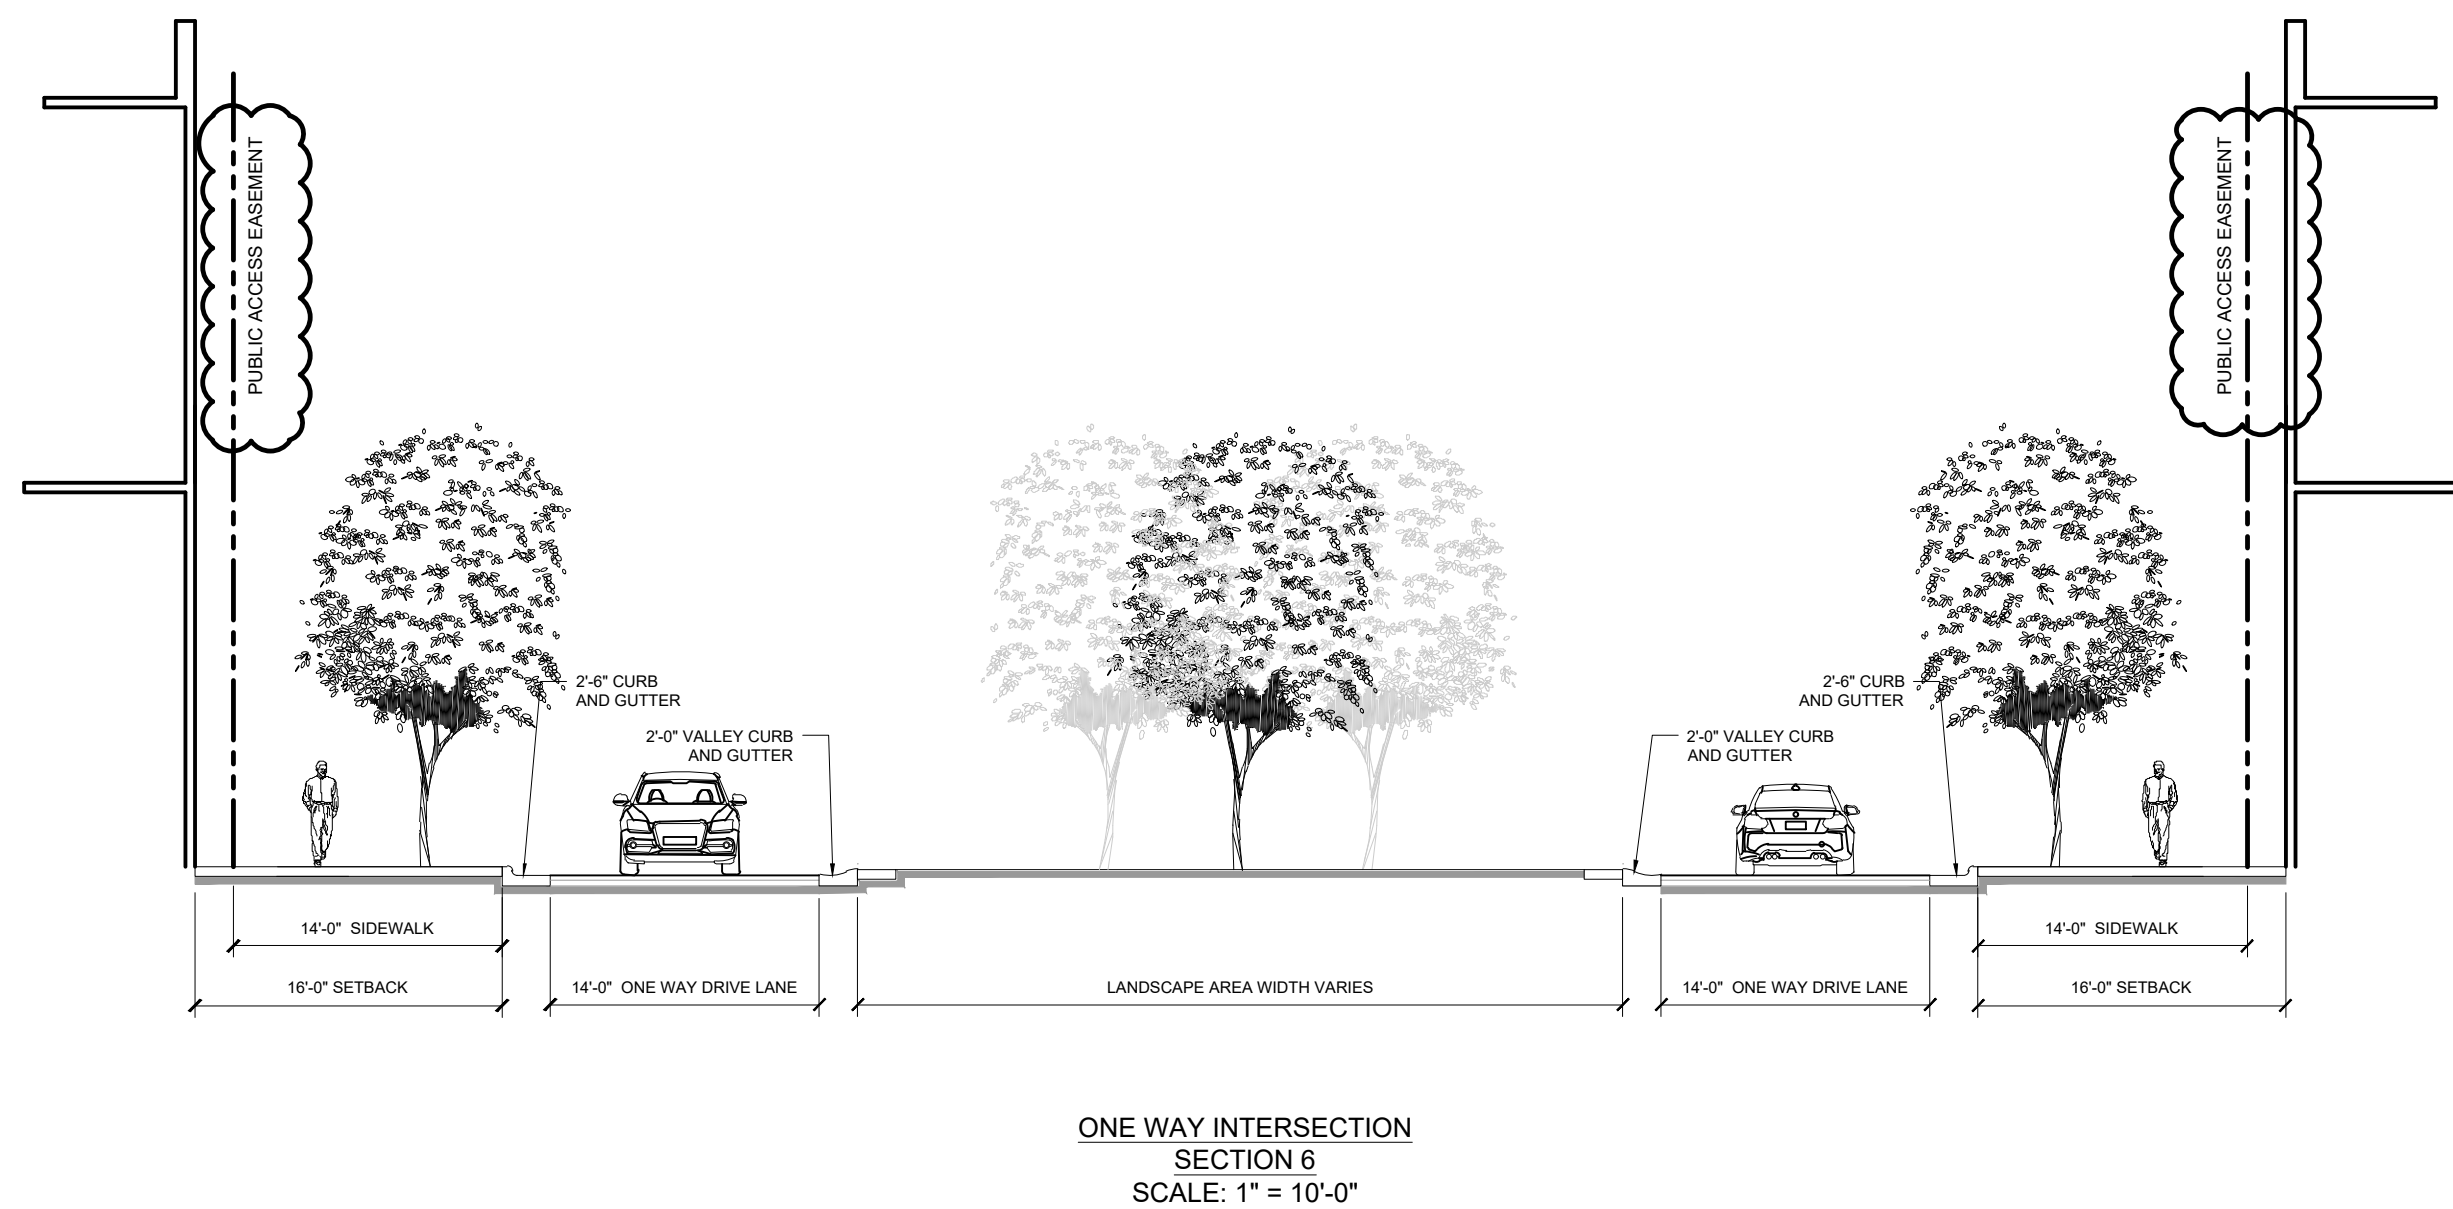 PUBLIC ACCESS EASEMENT
PUBLIC ACCESS EASEMENT
2'-6" CURB
AND GUTTER
2'-0" VALLEY CURB
AND GUTTER
2'-0" VALLEY CURB
AND GUTTER
2'-6" CURB
AND GUTTER
14'-0" SIDEWALK
14'-0" SIDEWALK
16'-0" SETBACK
14'-0" ONE WAY DRIVE LANE
LANDSCAPE AREA WIDTH VARIES
14'-0" ONE WAY DRIVE LANE
16'-0" SETBACK
ONE WAY INTERSECTION
SECTION 6
SCALE: 1" = 10'-0"